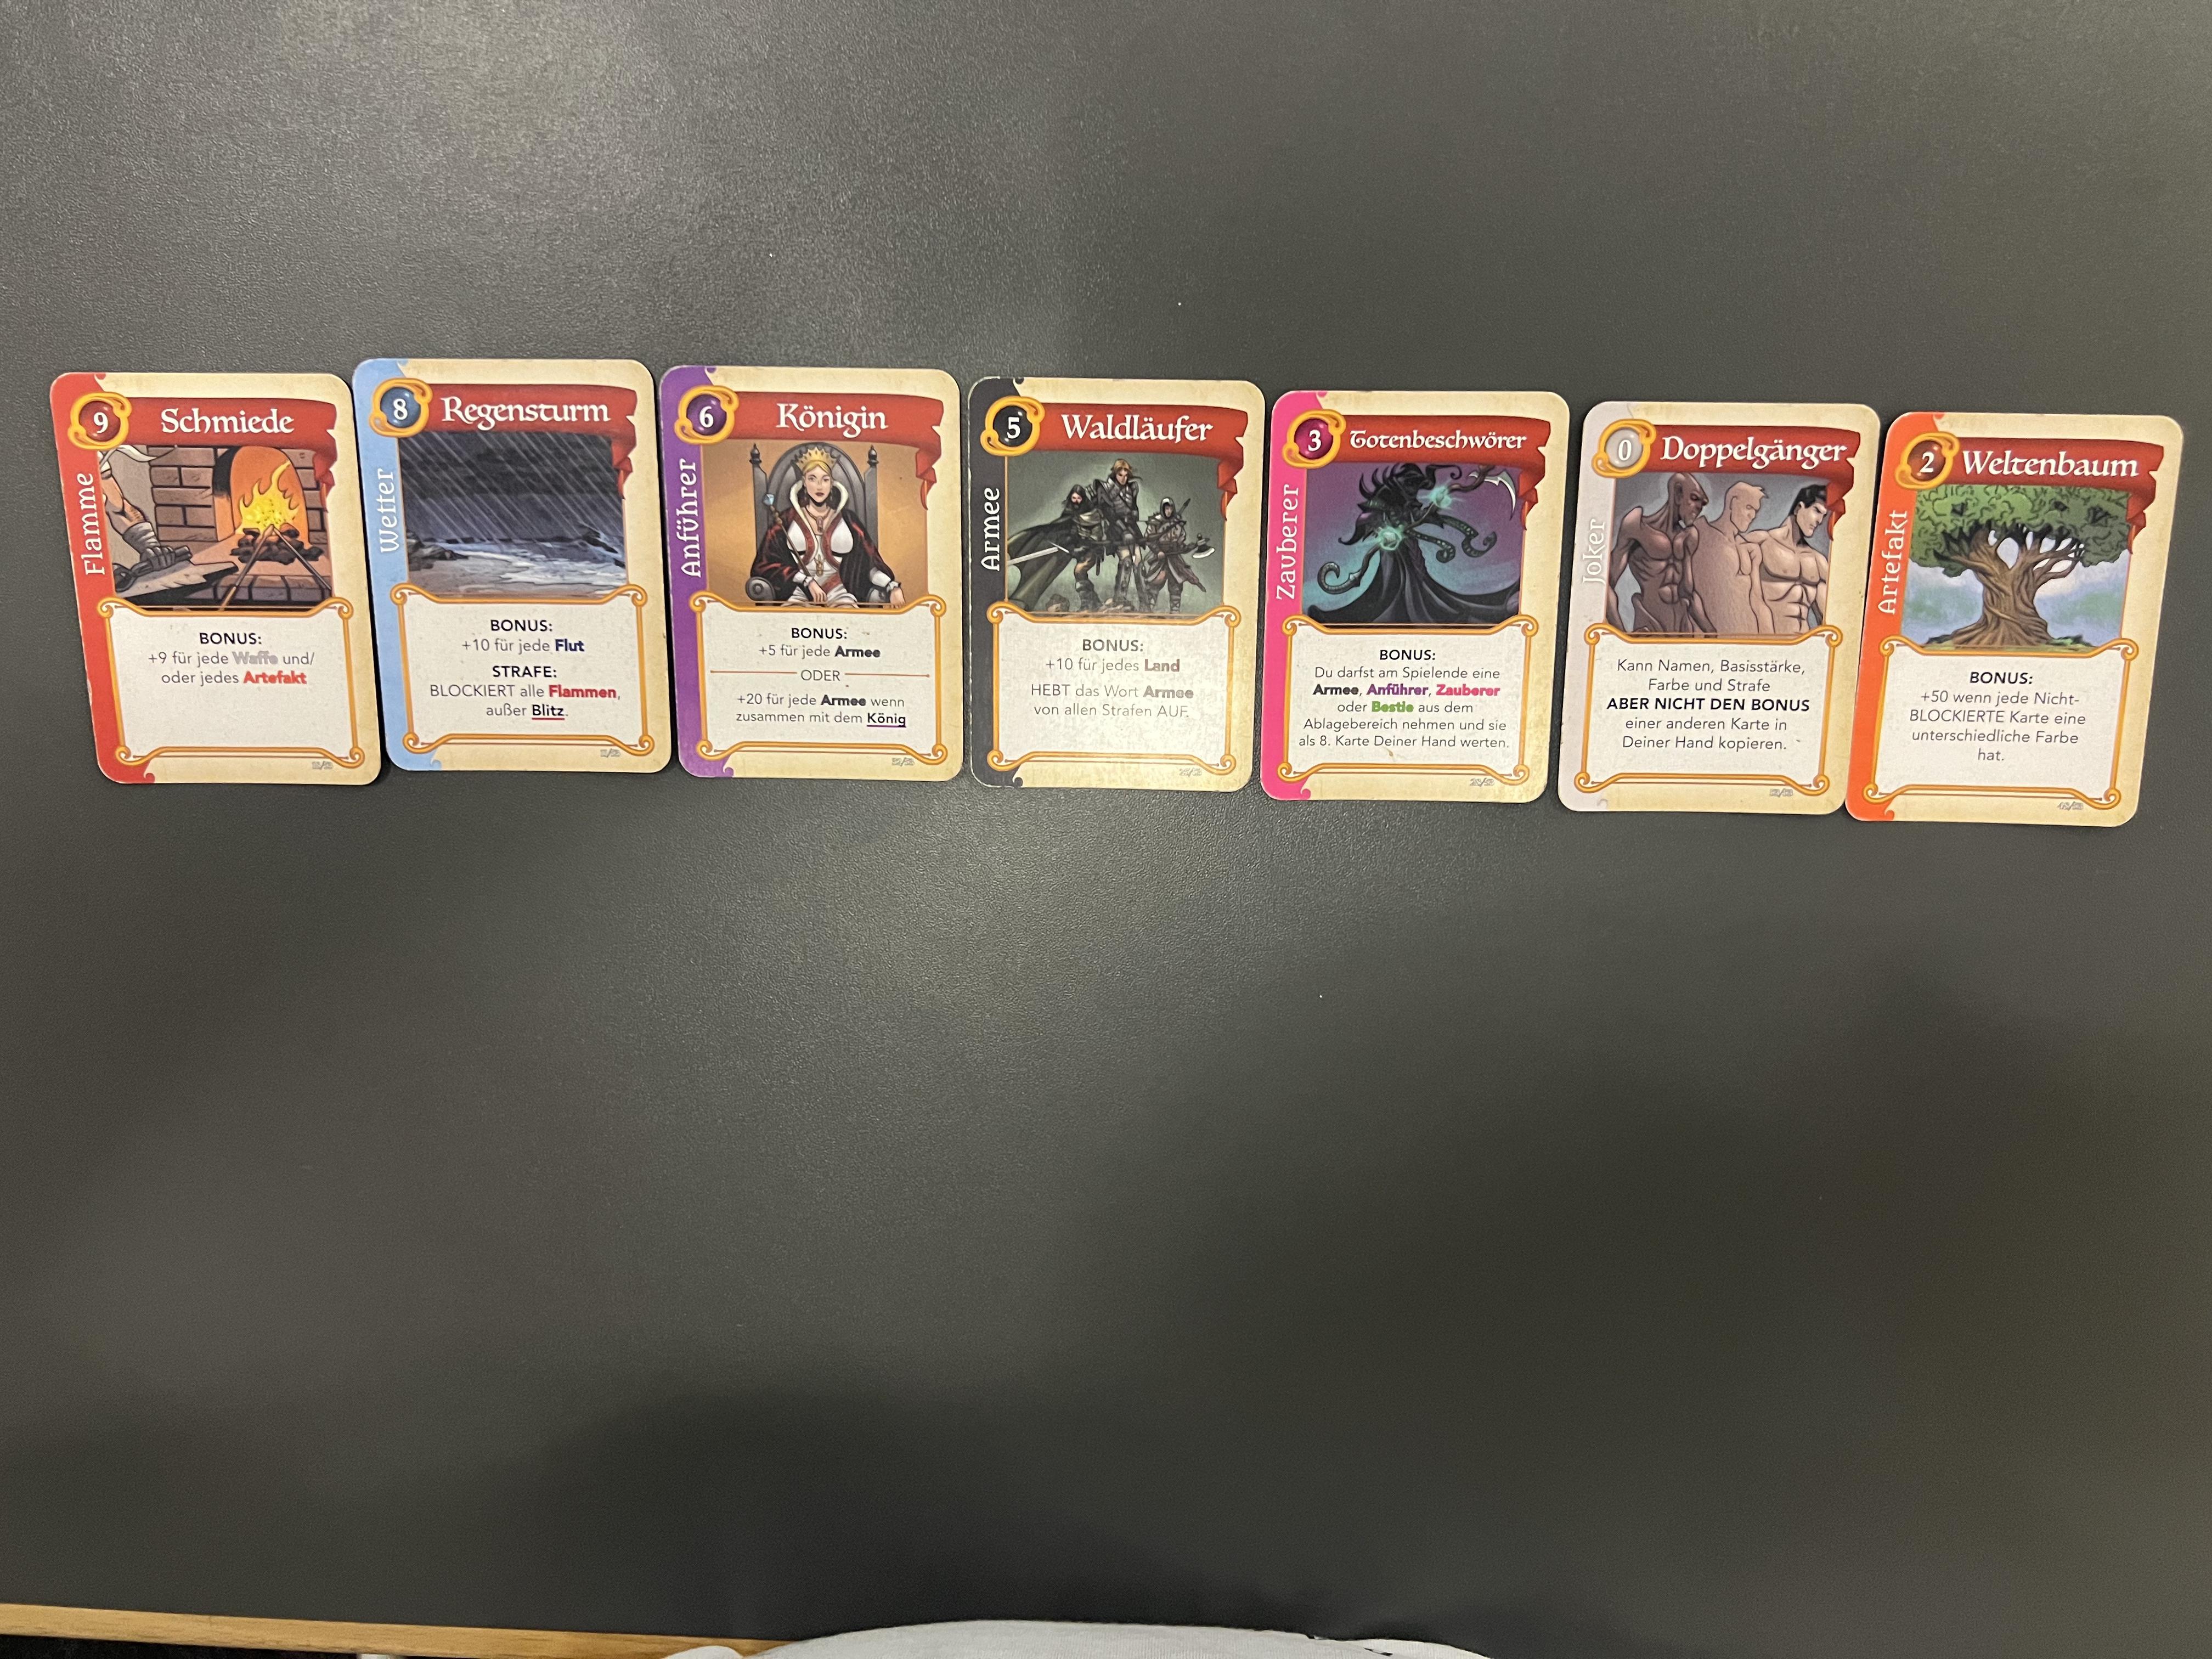 9
Schmiede
Flamme
BONUS:
+9 für jede Waffe und/
oder jedes Artefakt
8
Regensturm
Wetter
BONUS:
+10 für jede Flut
STRAFE:
BLOCKIERT alle Flammen,
außer Blitz.
6
Königin
Anführer
BONUS:
+5 für jede Armee
ODER
+20 für jede Armee wenn
zusammen mit dem König
5
Waldläufer
Armee
BONUS:
+10 für jedes Land
HEBT das Wort Armee
von allen Strafen AUF.
3
Totenbeschwörer
Zauberer
BONUS:
Du darfst am Spielende eine
Armee, Anführer, Zauberer
oder Bestie aus dem
Ablagebereich nehmen und sie
als 8. Karte Deiner Hand werten.
0
Doppelgänger
Joker
Kann Namen, Basisstärke,
Farbe und Strafe
ABER NICHT DEN BONUS
einer anderen Karte in
Deiner Hand kopieren.
2
Weltenbaum
Artefakt
BONUS:
+50 wenn jede Nicht-
BLOCKIERTE Karte eine
unterschiedliche Farbe
hat.